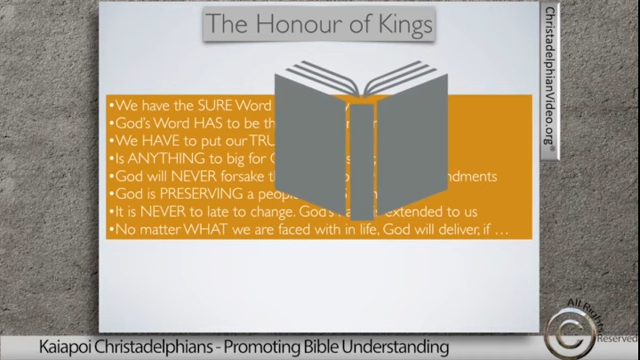 The Honour of Kings
•We have the SURE Word
•God's Word HAS to be th
•We HAVE to put our TRU
•Is ANYTHING to big for
•God will NEVER forsake th ndments
•God is PRESERVING a people
•It is NEVER to late to change. God's extended to us
•No matter WHAT we are faced with in life, God will deliver, if …
ChristadelphianVideo.org®
All Rights
Reserved
Kaiapoi Christadelphians - Promoting Bible Understanding